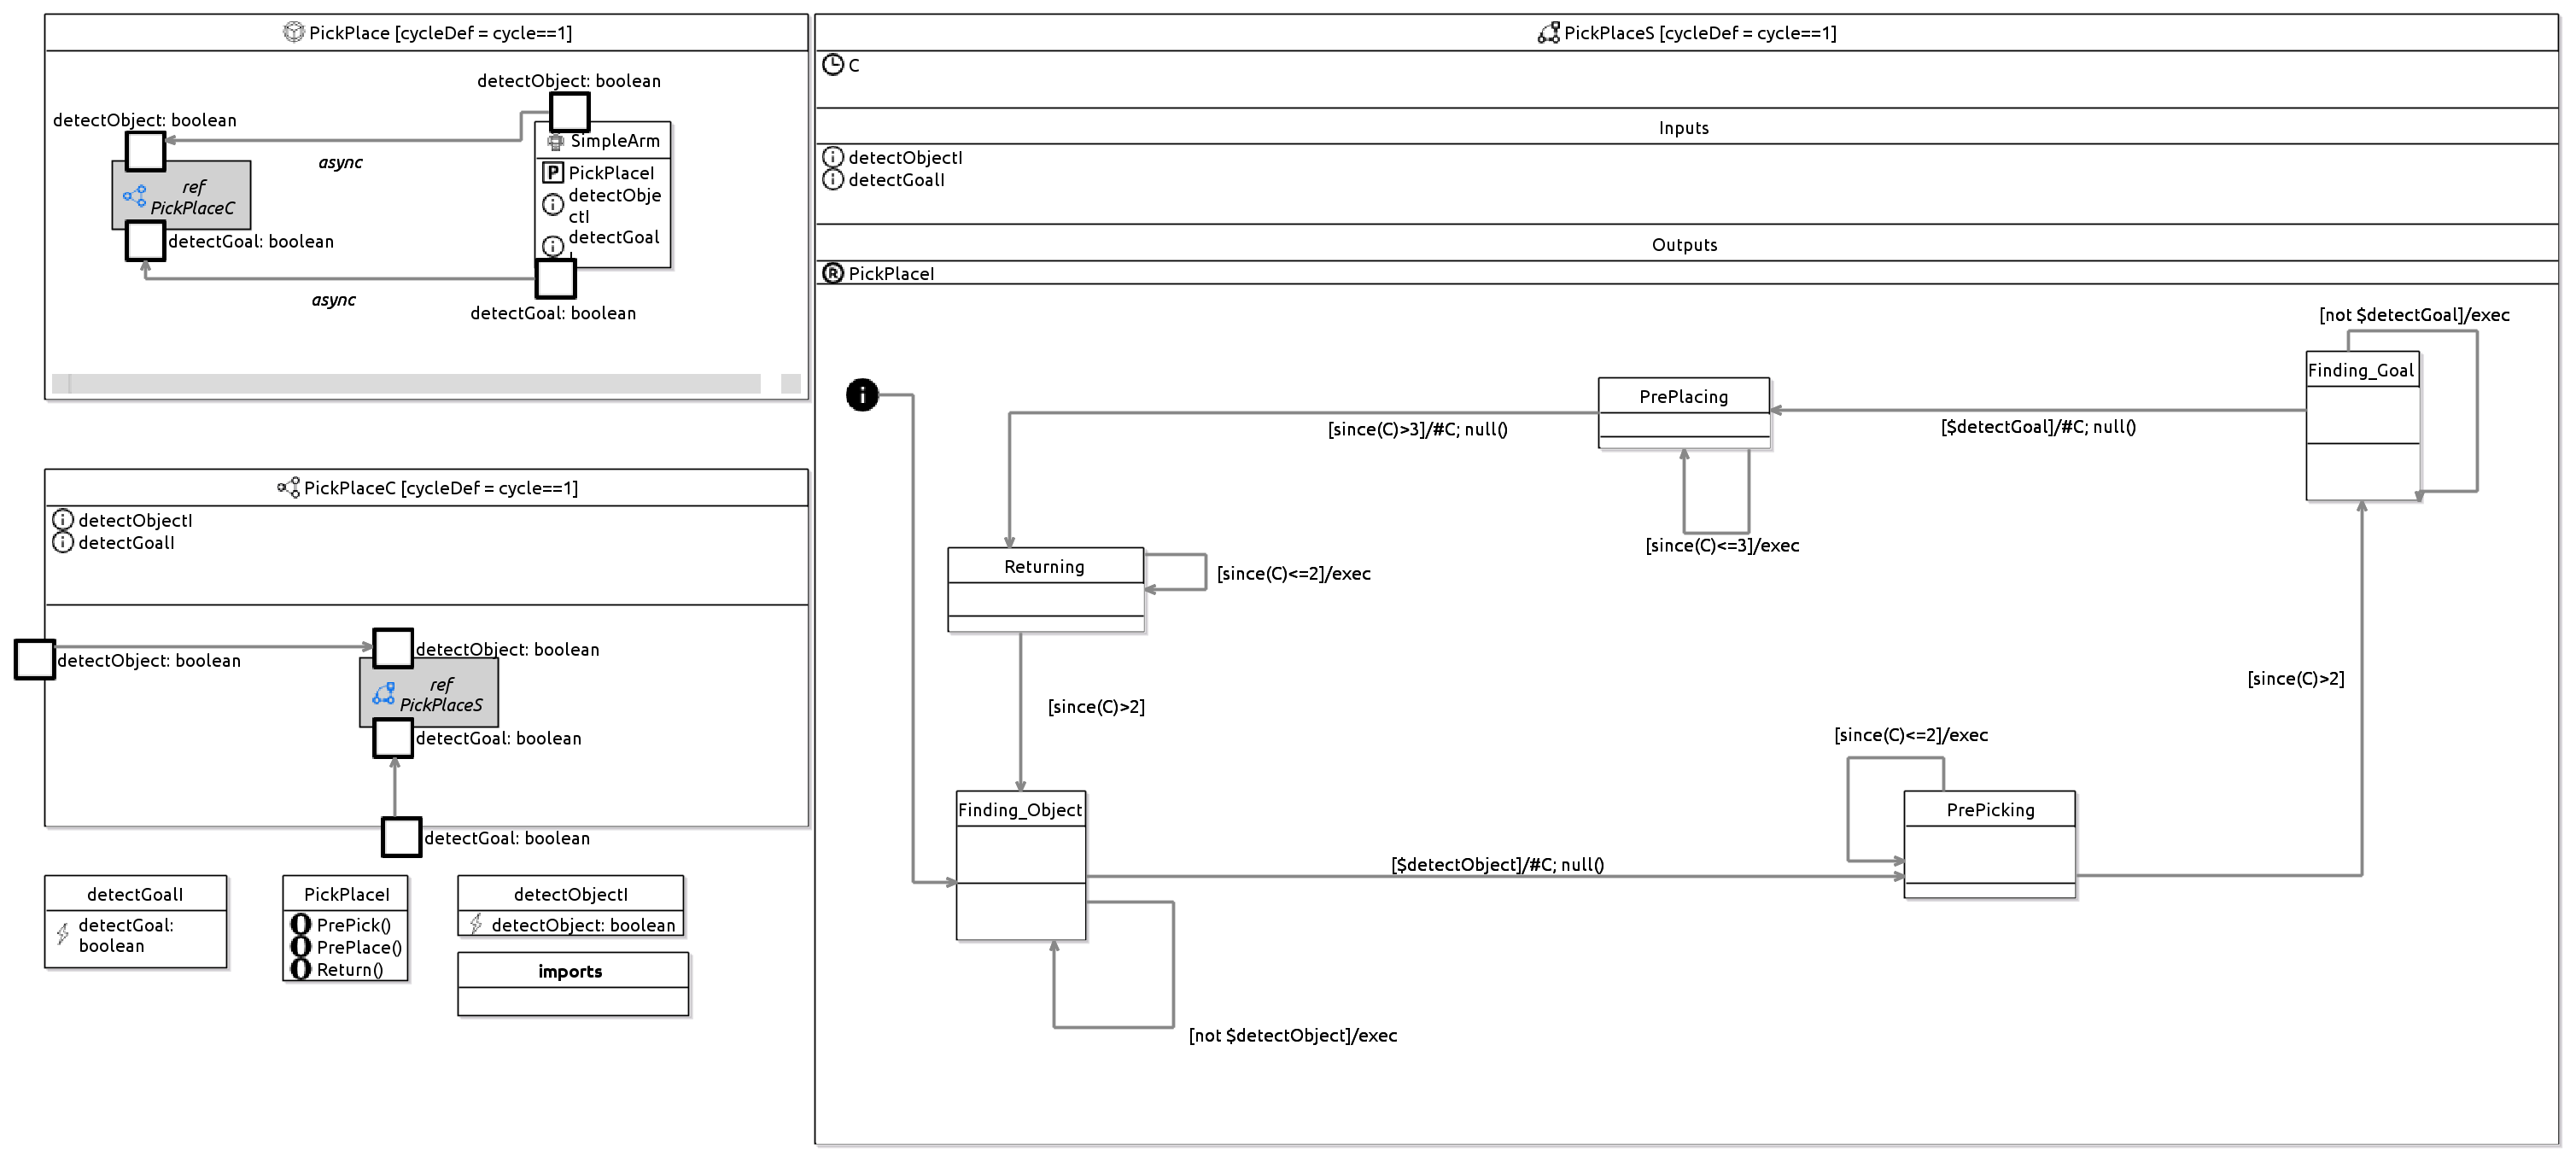 PickPlace [cycleDef = cycle==1]
detectObject: boolean
detectObject: boolean
SimpleArm
async
P PickPlaceI
ref
PickPlaceC
i detectObje
ctI
i detectGoal
I
detectGoal: boolean
async
detectGoal: boolean
PickPlaceC [cycleDef = cycle==1]
i detectObjectI
i detectGoalI
detectObject: boolean
detectObject: boolean
ref
PickPlaceS
detectGoal: boolean
detectGoal: boolean
detectGoalI
detectGoal:
boolean
PickPlaceI
O PrePick()
O PrePlace()
O Return()
detectObjectI
detectObject: boolean
imports
PickPlaceS [cycleDef = cycle==1]
C
Inputs
i detectObjectI
i detectGoalI
Outputs
R PickPlaceI
[not $detectGoal]/exec
i
Finding_Goal
PrePlacing
[since(C)>3]/#C; null()
[$detectGoal]/#C; null()
[since(C)<=3]/exec
Returning
[since(C)<=2]/exec
[since(C)>2]
[since(C)>2]
[since(C)<=2]/exec
Finding_Object
PrePicking
[$detectObject]/#C; null()
[not $detectObject]/exec